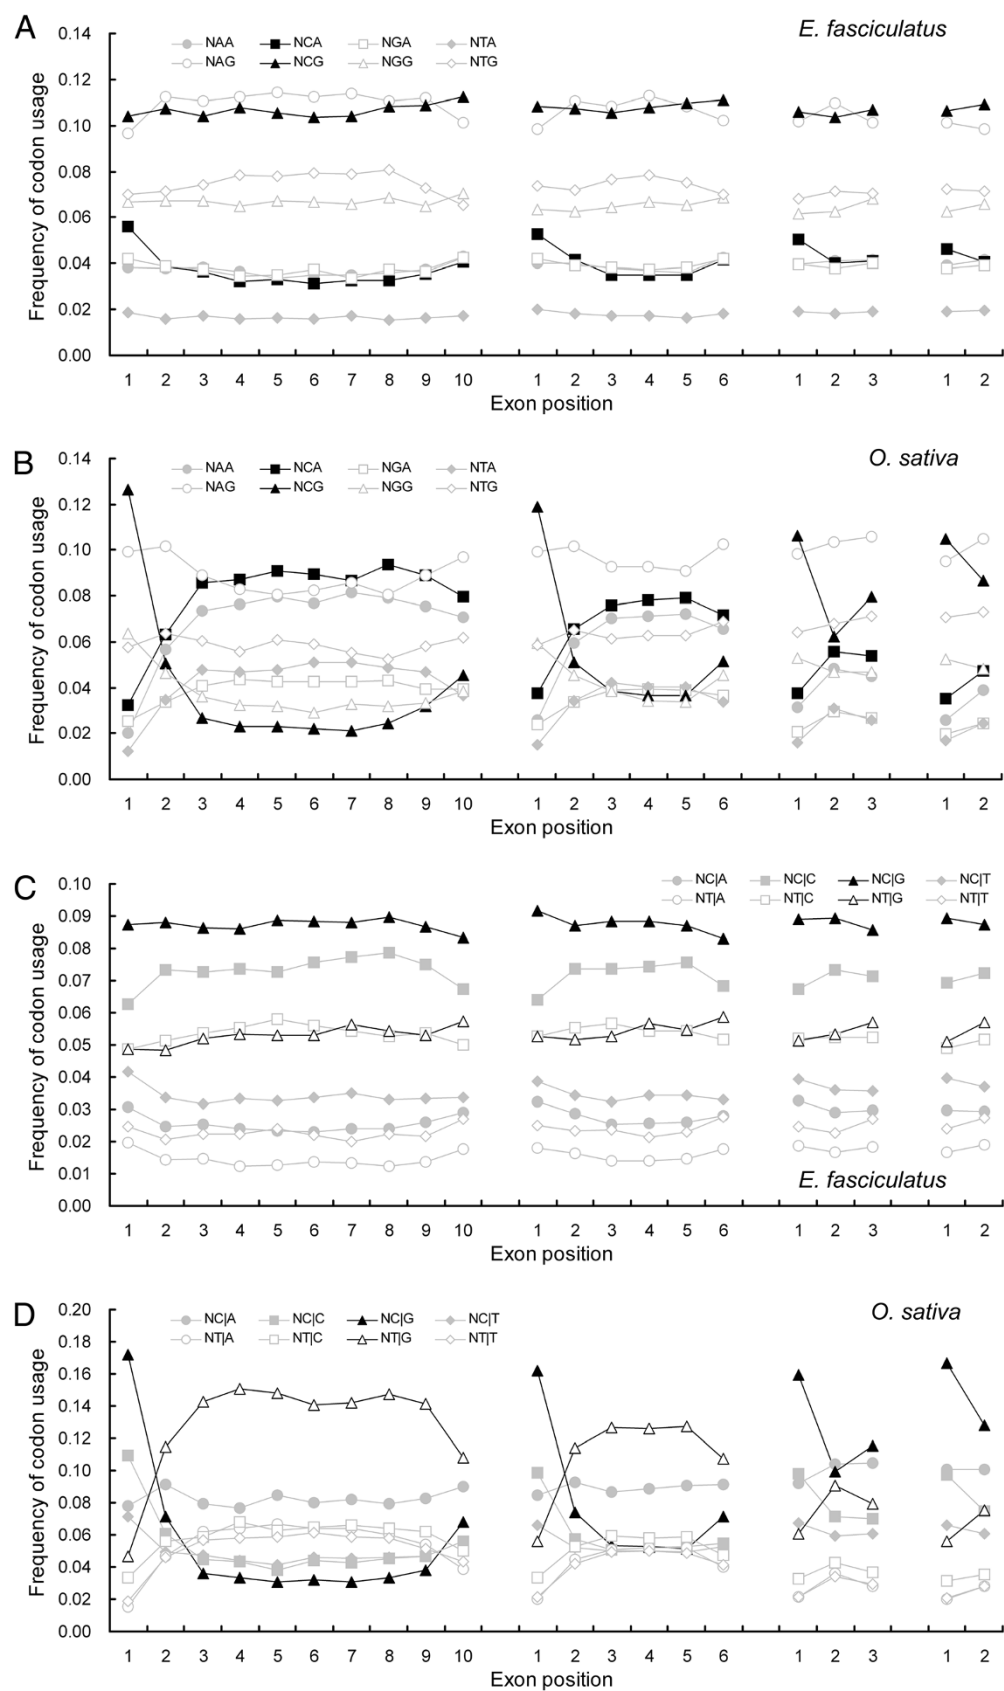 A
E. fasciculatus
NAA NCA NGA NTA
NAG NCG NGG NTG
Frequency of codon usage
0.14
0.12
0.10
0.08
0.06
0.04
0.02
0.00
1 2 3 4 5 6 7 8 9 10 1 2 3 4 5 6 1 2 3 1 2
Exon position
B
O. sativa
NAA NCA NGA NTA
NAG NCG NGG NTG
Frequency of codon usage
0.14
0.12
0.10
0.08
0.06
0.04
0.02
0.00
1 2 3 4 5 6 7 8 9 10 1 2 3 4 5 6 1 2 3 1 2
Exon position
C
NC|A NC|C NC|G NC|T
NT|A NT|C NT|G NT|T
Frequency of codon usage
0.10
0.09
0.08
0.07
0.06
0.05
0.04
0.03
0.02
0.01
0.00
E. fasciculatus
1 2 3 4 5 6 7 8 9 10 1 2 3 4 5 6 1 2 3 1 2
Exon position
D
O. sativa
NC|A NC|C NC|G NC|T
NT|A NT|C NT|G NT|T
Frequency of codon usage
0.20
0.18
0.16
0.14
0.12
0.10
0.08
0.06
0.04
0.02
0.00
1 2 3 4 5 6 7 8 9 10 1 2 3 4 5 6 1 2 3 1 2
Exon position